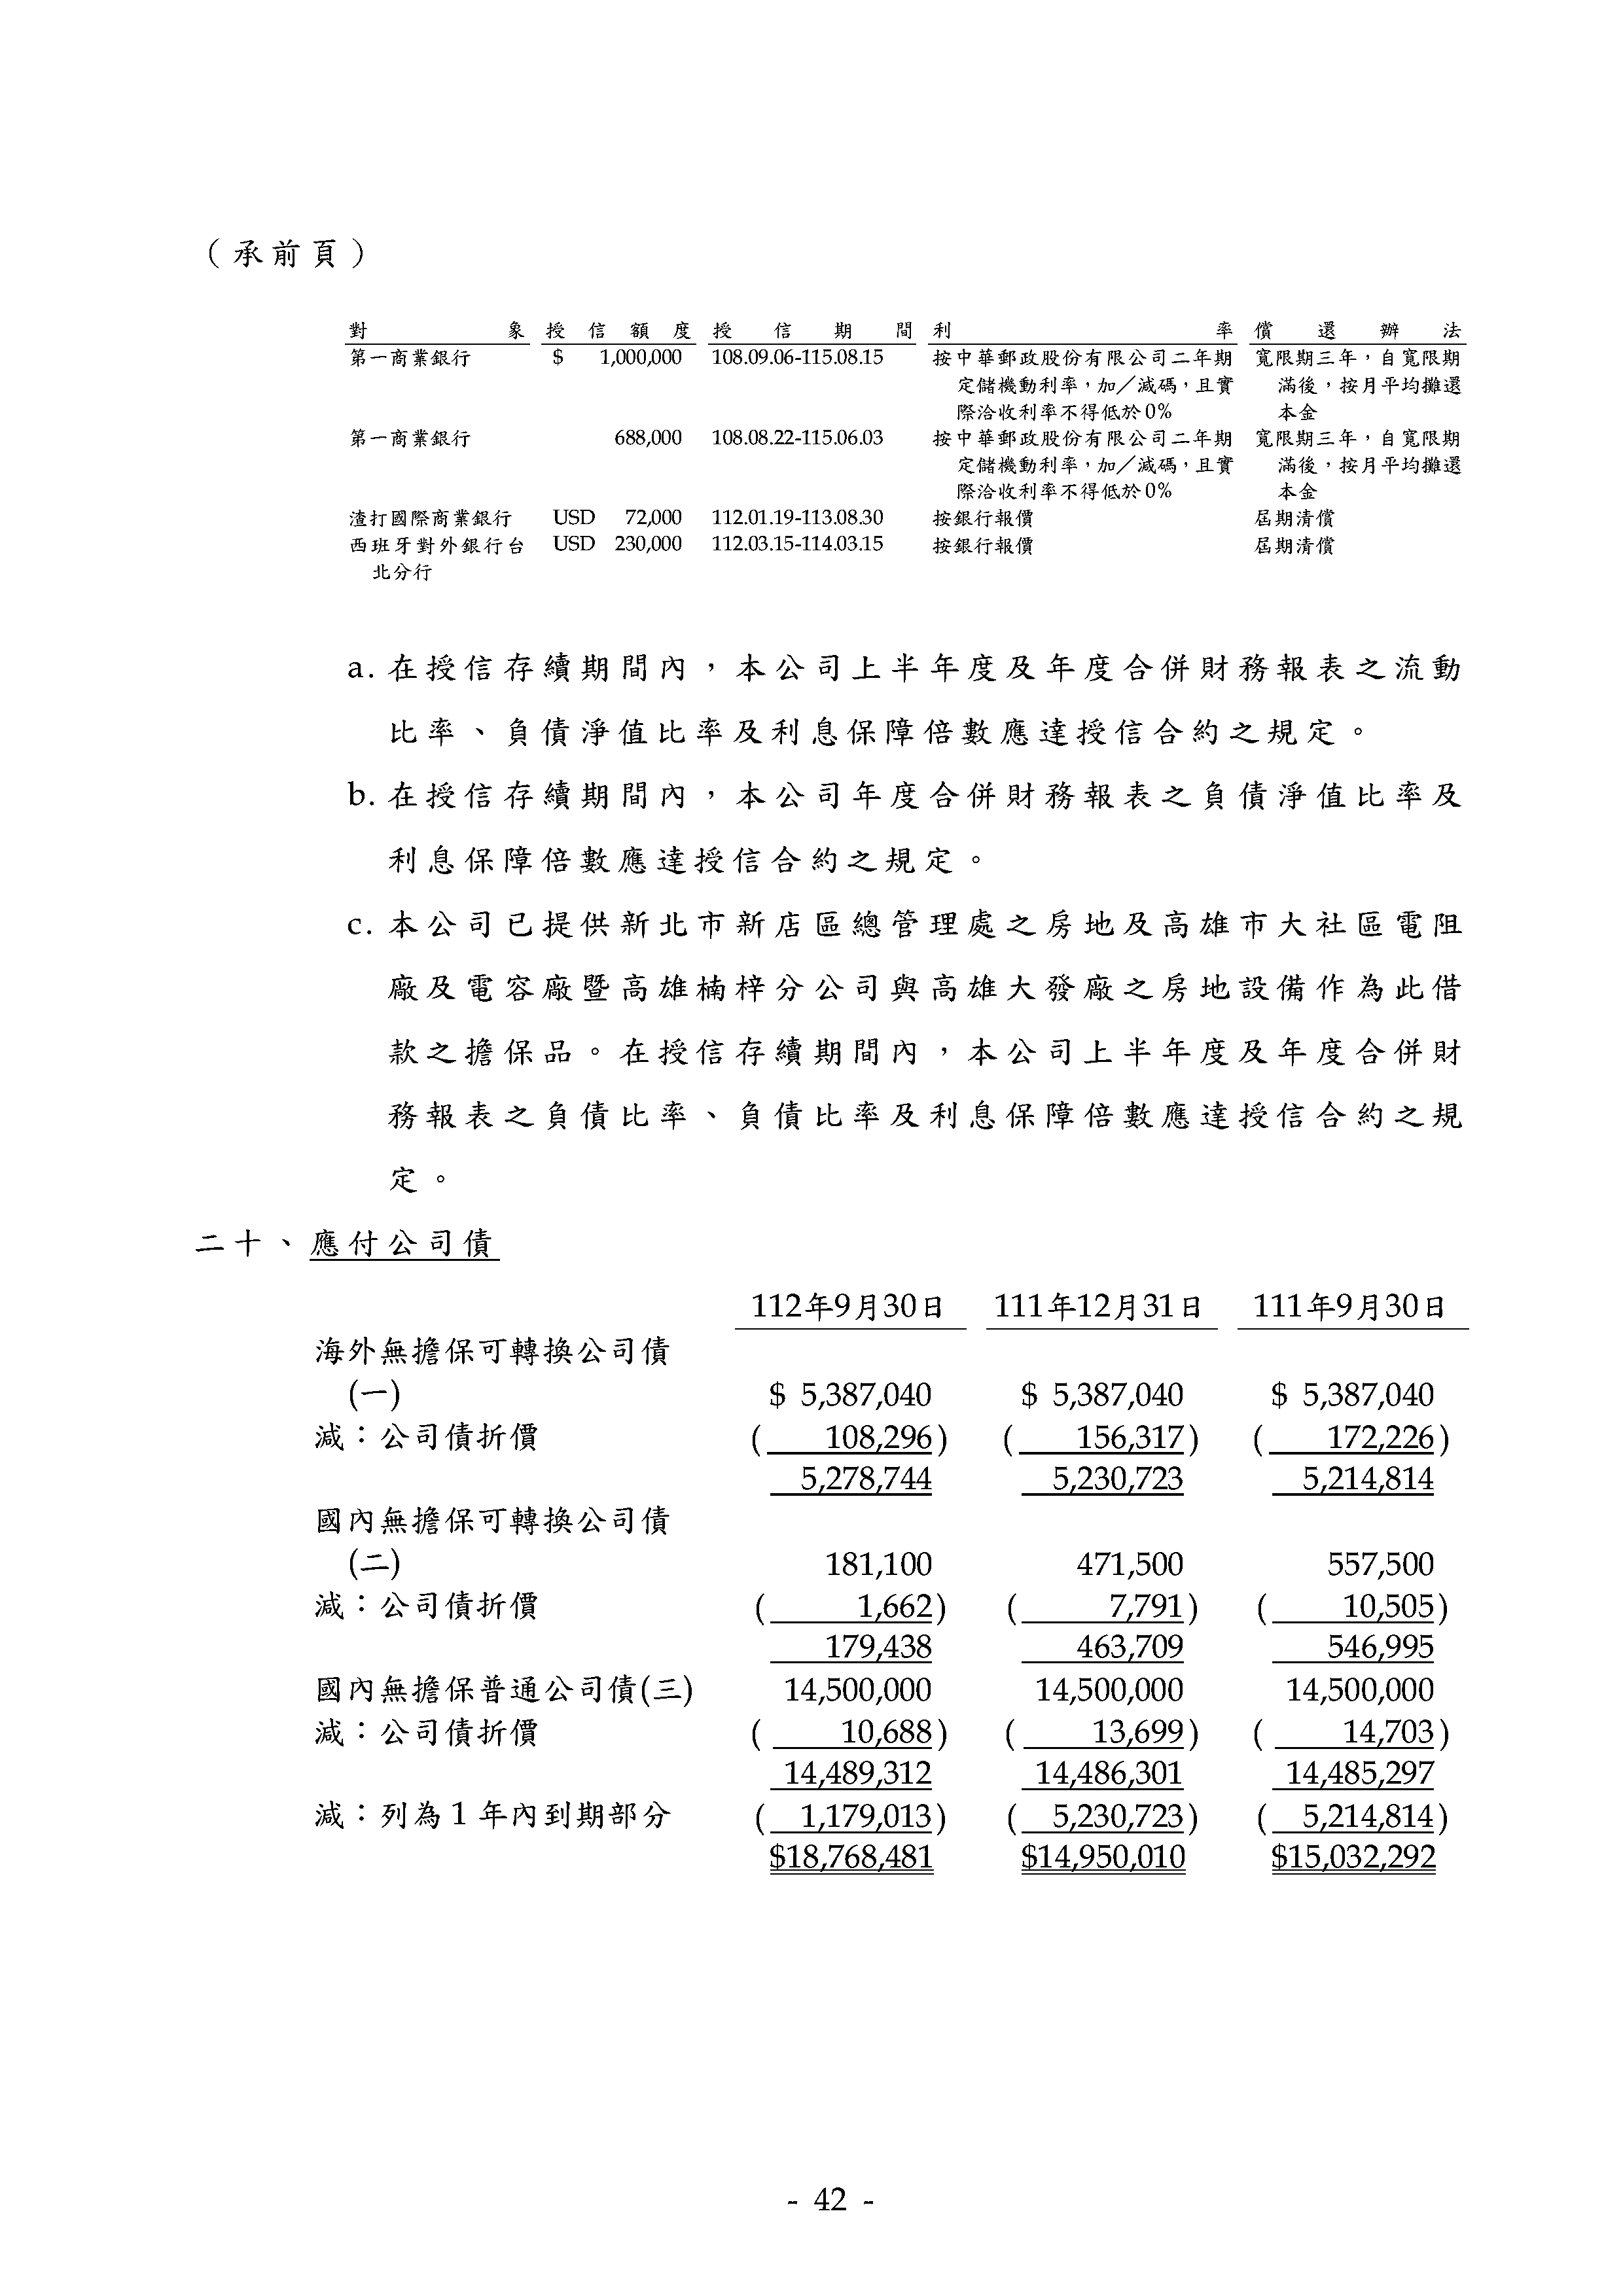 （承前頁）
對象 授信額度 授信期間 利率 償還辦法
第一商業銀行 $ 1,000,000 108.09.06-115.08.15 按中華郵政股份有限公司二年期 寬限期三年，自寬限期
定儲機動利率，加／減碼，且實 滿後，按月平均攤還
際洽收利率不得低於0% 本金
第一商業銀行 688,000 108.08.22-115.06.03 按中華郵政股份有限公司二年期 寬限期三年，自寬限期
定儲機動利率，加／減碼，且實 滿後，按月平均攤還
際洽收利率不得低於0% 本金
渣打國際商業銀行 USD 72,000 112.01.19-113.08.30 按銀行報價 屆期清償
西班牙對外銀行台 USD 230,000 112.03.15-114.03.15 按銀行報價 屆期清償
北分行
a. 在授信存續期間內，本公司上半年度及年度合併財務報表之流動
比率、負債淨值比率及利息保障倍數應達授信合約之規定。
b. 在授信存續期間內，本公司年度合併財務報表之負債淨值比率及
利息保障倍數應達授信合約之規定。
c. 本公司已提供新北市新店區總管理處之房地及高雄市大社區電阻
廠及電容廠暨高雄楠梓分公司與高雄大發廠之房地設備作為此借
款之擔保品。在授信存續期間內，本公司上半年度及年度合併財
務報表之負債比率、負債比率及利息保障倍數應達授信合約之規
定。
二十、應付公司債
112年9月30日 111年12月31日 111年9月30日
海外無擔保可轉換公司債
(一) $ 5,387,040 $ 5,387,040 $ 5,387,040
減：公司債折價 ( 108,296) ( 156,317) ( 172,226)
5,278,744 5,230,723 5,214,814
國內無擔保可轉換公司債
(二) 181,100 471,500 557,500
減：公司債折價 ( 1,662) ( 7,791) ( 10,505)
179,438 463,709 546,995
國內無擔保普通公司債(三) 14,500,000 14,500,000 14,500,000
減：公司債折價 ( 10,688) ( 13,699) ( 14,703)
14,489,312 14,486,301 14,485,297
減：列為1年內到期部分 ( 1,179,013) ( 5,230,723) ( 5,214,814)
$18,768,481 $14,950,010 $15,032,292
- 42 -